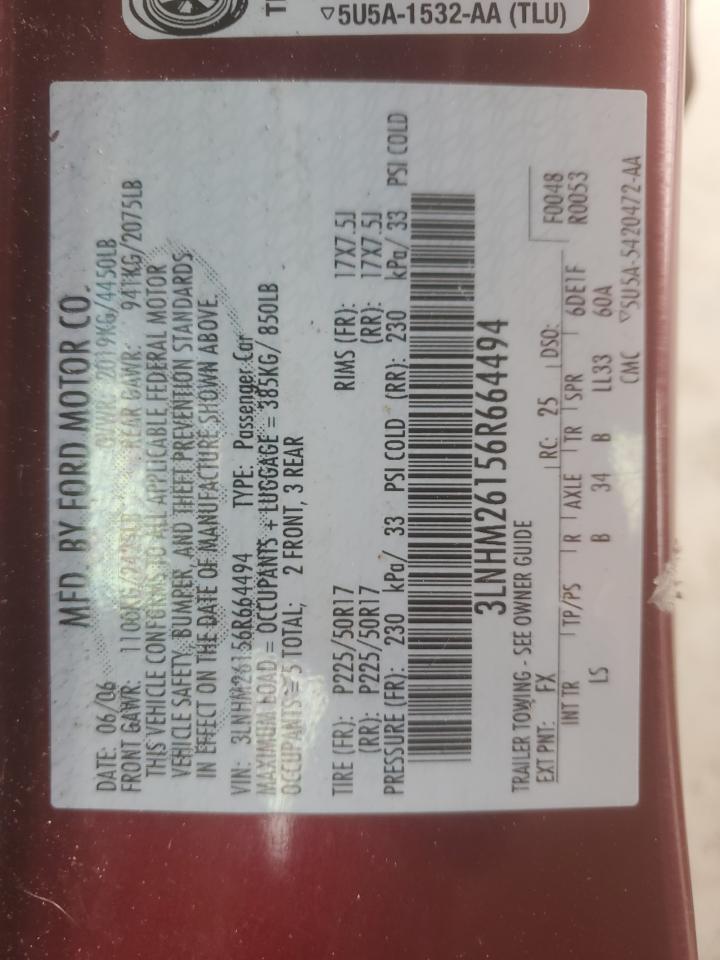 5U5A-1532-AA (TLU)
MFD. BY FORD MOTOR CO.
DATE: 06/06 GVWR: 2019KG/4450LB
FRONT GAWR: 1100KG/2425LB REAR GAWR: 941KG/2075LB
THIS VEHICLE CONFORMS TO ALL APPLICABLE FEDERAL MOTOR
VEHICLE SAFETY, BUMPER, AND THEFT PREVENTION STANDARDS
IN EFFECT ON THE DATE OF MANUFACTURE SHOWN ABOVE.
VIN: 3LNHM26156R664494 TYPE: Passenger Car
MAXIMUM LOAD = OCCUPANTS + LUGGAGE = 385KG/ 850LB
OCCUPANTS = 5 TOTAL; 2 FRONT, 3 REAR
TIRE (FR): P225/50R17 RIMS (FR): 17X7.5J
(RR): P225/50R17 (RR): 17X7.5J
PRESSURE (FR): 230 kPa/ 33 PSI COLD (RR): 230 kPa/ 33 PSI COLD
3LNHM26156R664494
TRAILER TOWING - SEE OWNER GUIDE
EXT PNT: FX RC: 25 DSO: F0048
R0053
INT TR TP/PS R AXLE TR SPR 6DE1F
LS B 34 B LL33 60A
CMC ▽5U5A-5420472-AA